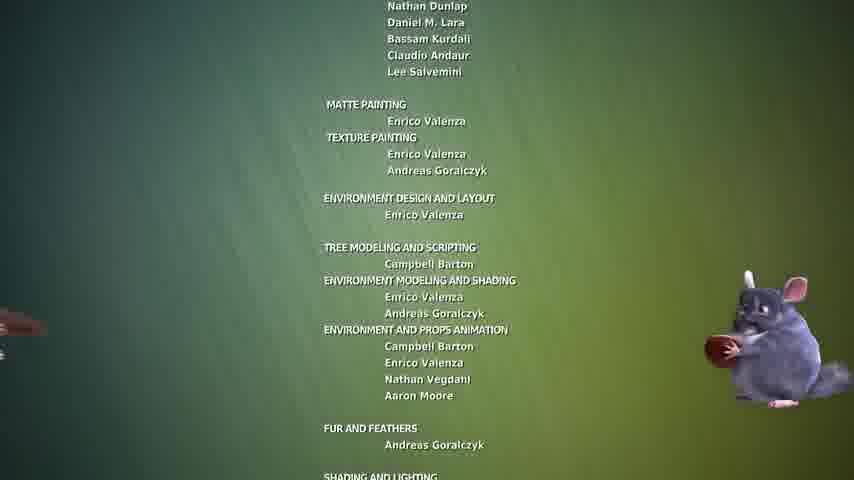 Nathan Dunlap
Daniel M. Lara
Bassam Kurdali
Claudio Andaur
Lee Salvemini
MATTE PAINTING
Enrico Valenza
TEXTURE PAINTING
Enrico Valenza
Andreas Goralczyk
ENVIRONMENT DESIGN AND LAYOUT
Enrico Valenza
TREE MODELING AND SCRIPTING
Campbell Barton
ENVIRONMENT MODELING AND SHADING
Enrico Valenza
Andreas Goralczyk
ENVIRONMENT AND PROPS ANIMATION
Campbell Barton
Enrico Valenza
Nathan Vegdahl
Aaron Moore
FUR AND FEATHERS
Andreas Goralczyk
SHADING AND LIGHTING